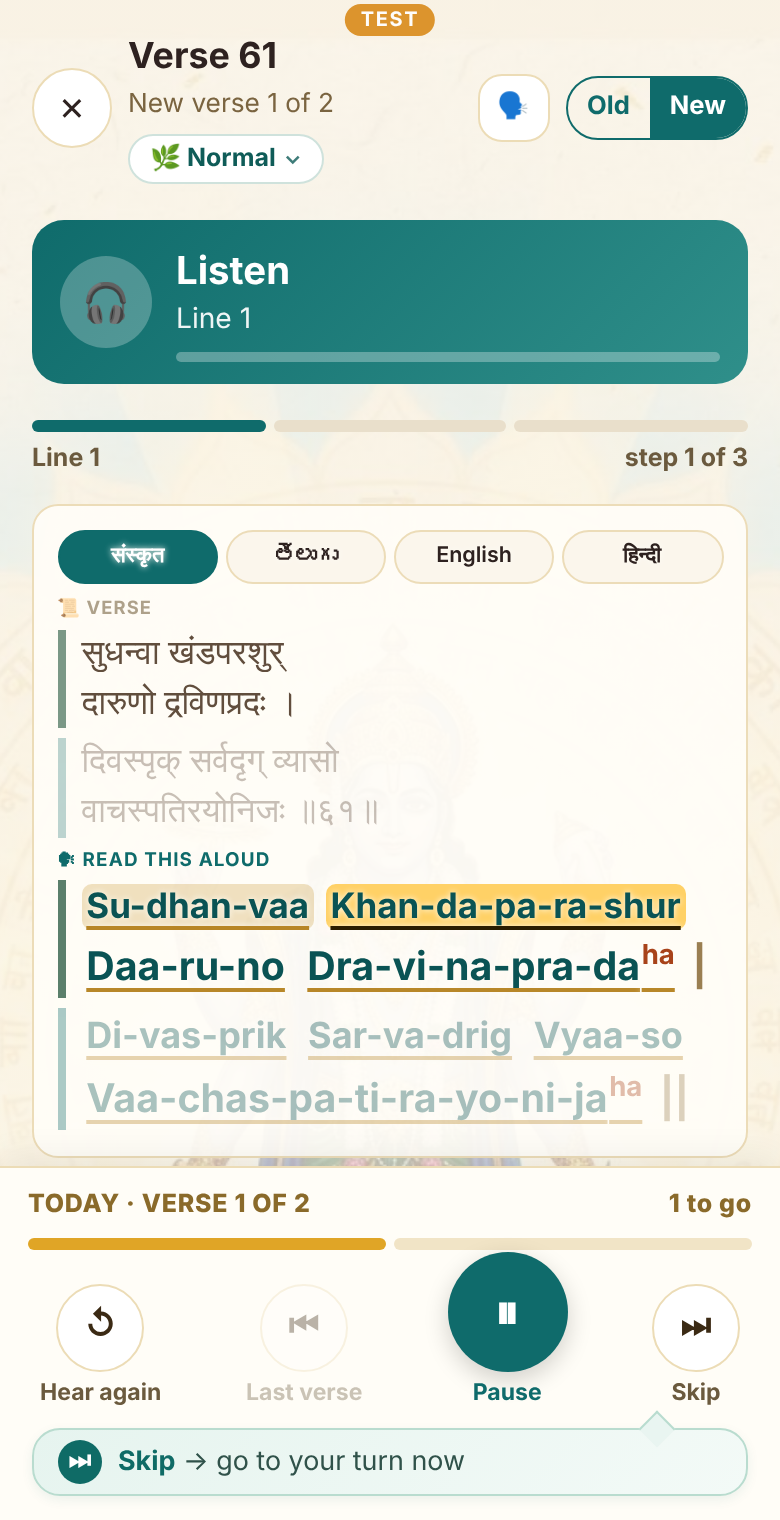 TEST
Verse 61
New verse 1 of 2
Normal
Old New
Listen
Line 1
Line 1 step 1 of 3
संस्कृत తెలుగు English हिन्दी
VERSE
सुधन्वा खंडपरशुर्
दारुणो द्रविणप्रदः ।
दिवस्पृक् सर्वदृग् व्यासो
वाचस्पतिरयोनिजः ॥६१॥
READ THIS ALOUD
Su-dhan-vaa Khan-da-pa-ra-shur
Daa-ru-no Dra-vi-na-pra-daha |
Di-vas-prik Sar-va-drig Vyaa-so
Vaa-chas-pa-ti-ra-yo-ni-jaha ||
TODAY · VERSE 1 OF 2 1 to go
Hear again Last verse Pause Skip
Skip → go to your turn now